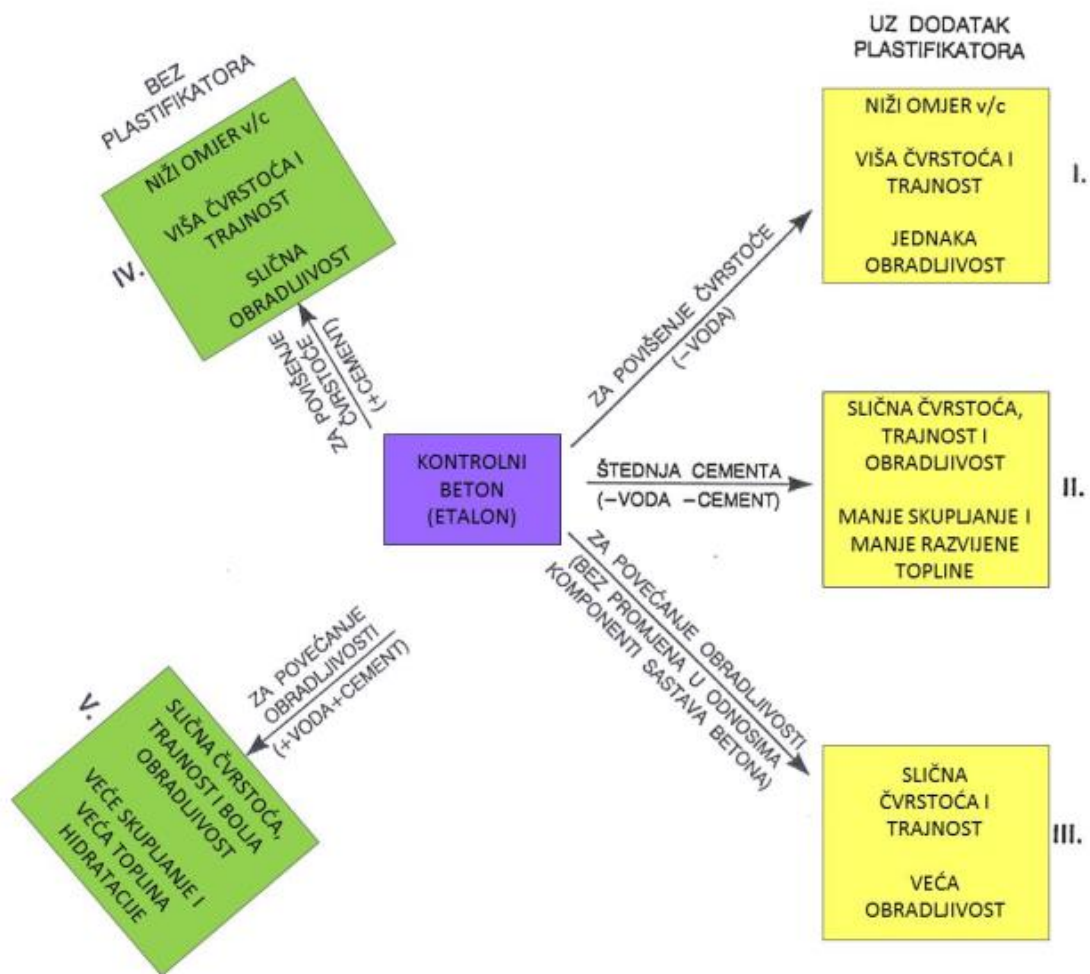 BEZ
PLASTIFIKATORA
NIŽI OMJER v/c
VIŠA ČVRSTOĆA I
TRAJNOST
SLIČNA
OBRADLJIVOST
IV.
ZA POVIŠENJE
ČVRSTOĆE
(+CEMENT)
UZ DODATAK
PLASTIFIKATORA
NIŽI OMJER v/c
VIŠA ČVRSTOĆA I
TRAJNOST
JEDNAKA
OBRADLJIVOST
I.
ZA POVIŠENJE ČVRSTOĆE
(−VODA)
KONTROLNI
BETON
(ETALON)
ŠTEDNJA CEMENTA
(−VODA −CEMENT)
SLIČNA ČVRSTOĆA,
TRAJNOST I
OBRADLJIVOST
MANJE SKUPLJANJE I
MANJE RAZVIJENE
TOPLINE
II.
ZA POVEĆANJE OBRADLJIVOSTI
(BEZ PROMJENA U ODNOSIMA
KOMPONENTI SASTAVA BETONA)
SLIČNA
ČVRSTOĆA I
TRAJNOST
VEĆA
OBRADLJIVOST
III.
ZA POVEĆANJE
OBRADLJIVOSTI
(+VODA+CEMENT)
V.
SLIČNA ČVRSTOĆA,
TRAJNOST I BOLJA
OBRADLJIVOST
VEĆE SKUPLJANJE I
VEĆA TOPLINA
HIDRATACIJE